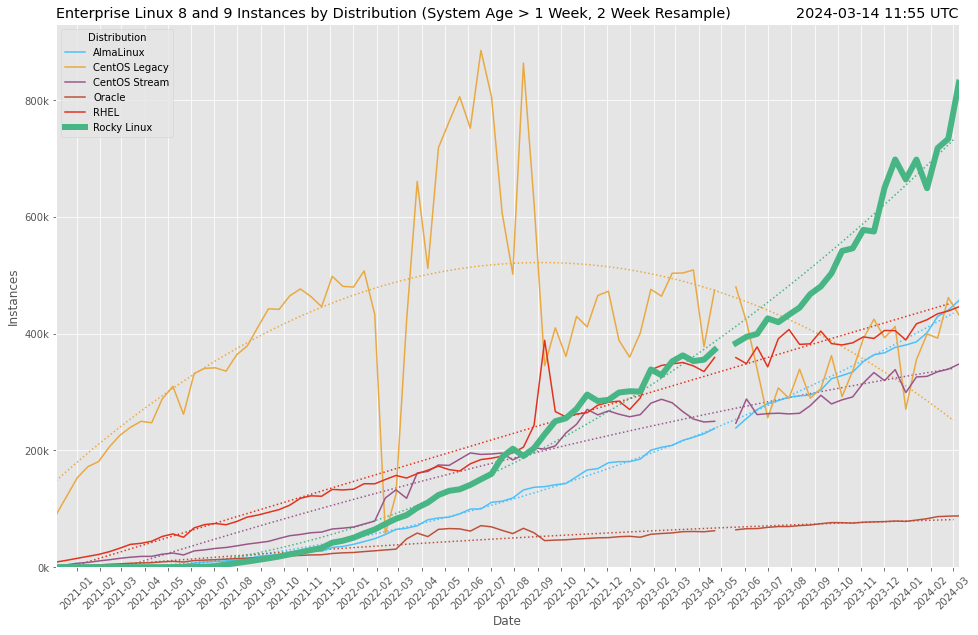 Enterprise Linux 8 and 9 Instances by Distribution (System Age > 1 Week, 2 Week Resample) 2024-03-14 11:55 UTC
Distribution
AlmaLinux
CentOS Legacy
CentOS Stream
Oracle
RHEL
Rocky Linux
800k
600k
400k
200k
0k
Instances
2021-01 2021-02 2021-03 2021-04 2021-05 2021-06 2021-07 2021-08 2021-09 2021-10 2021-11 2021-12 2022-01 2022-02 2022-03 2022-04 2022-05 2022-06 2022-07 2022-08 2022-09 2022-10 2022-11 2022-12 2023-01 2023-02 2023-03 2023-04 2023-05 2023-06 2023-07 2023-08 2023-09 2023-10 2023-11 2023-12 2024-01 2024-02 2024-03
Date